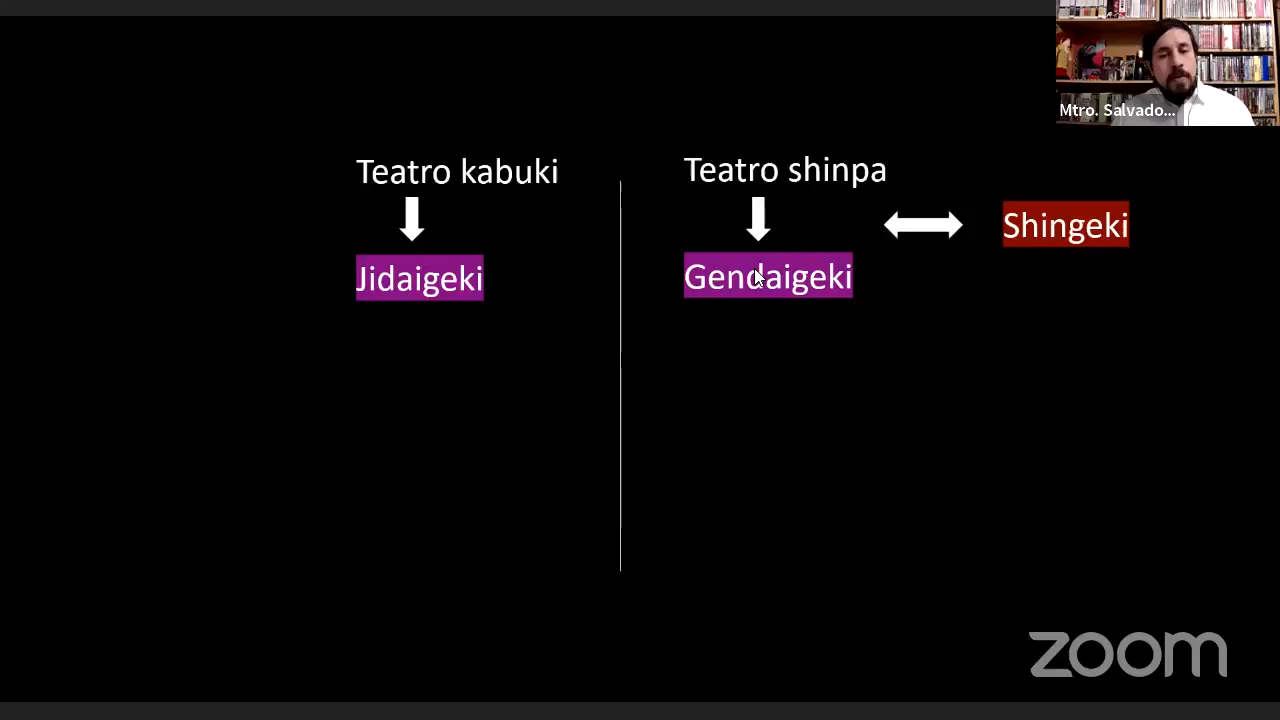 Mtro. Salvado...
Teatro kabuki
Teatro shinpa
Shingeki
Jidaigeki
Gendaigeki
zoom